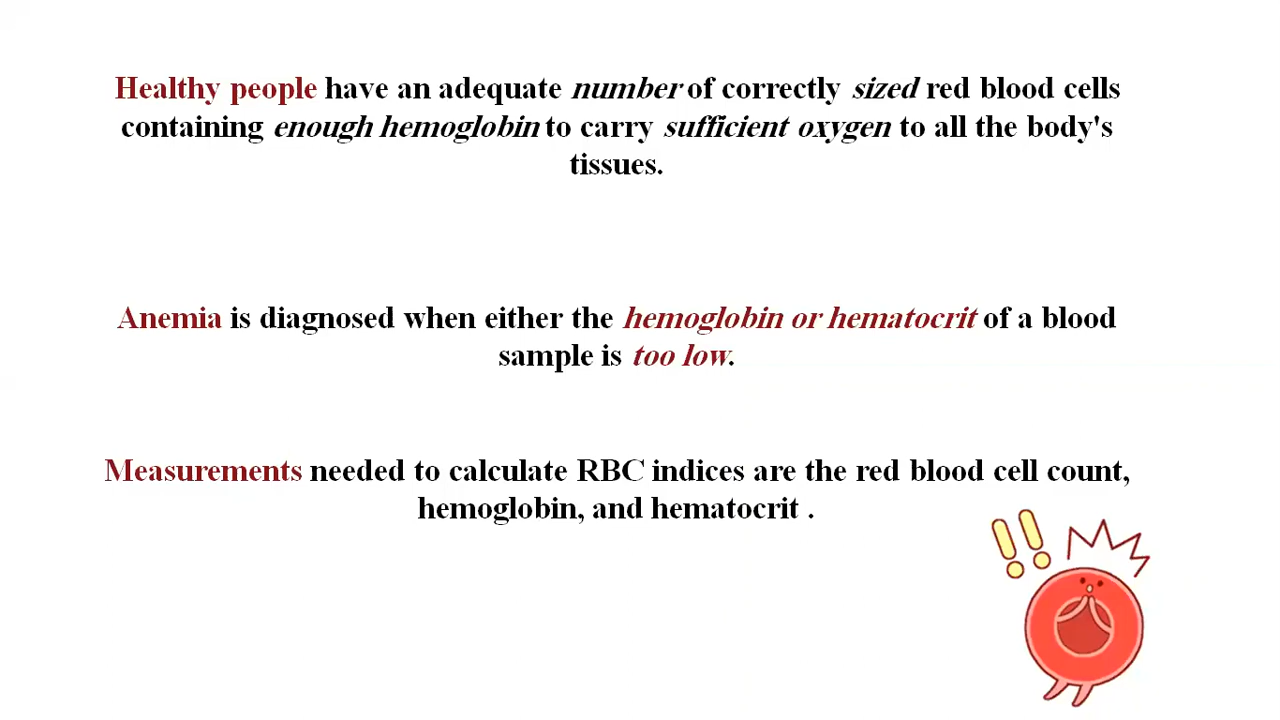 Healthy people have an adequate number of correctly sized red blood cells
containing enough hemoglobin to carry sufficient oxygen to all the body's
tissues.
Anemia is diagnosed when either the hemoglobin or hematocrit of a blood
sample is too low.
Measurements needed to calculate RBC indices are the red blood cell count,
hemoglobin, and hematocrit .